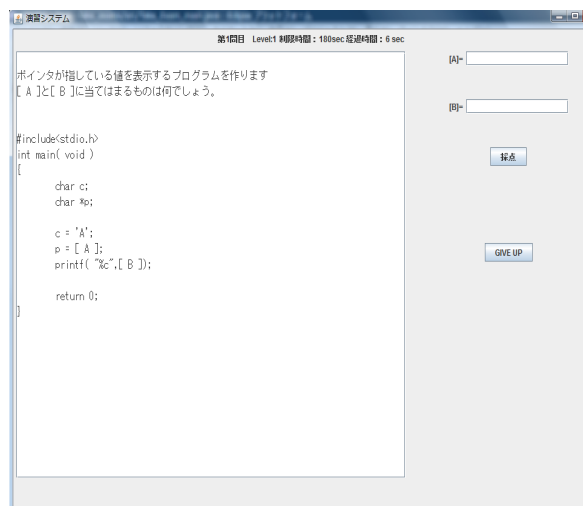 演習システム
第1問目 Level:1 制限時間：180sec 経過時間：6 sec
ポインタが指している値を表示するプログラムを作ります
[ A ]と[ B ]に当てはまるものは何でしょう。
#include<stdio.h>
int main( void )
{
char c;
char *p;
c = 'A';
p = [ A ];
printf( "%c",[ B ]);
return 0;
}
[A]=
[B]=
採点
GIVE UP